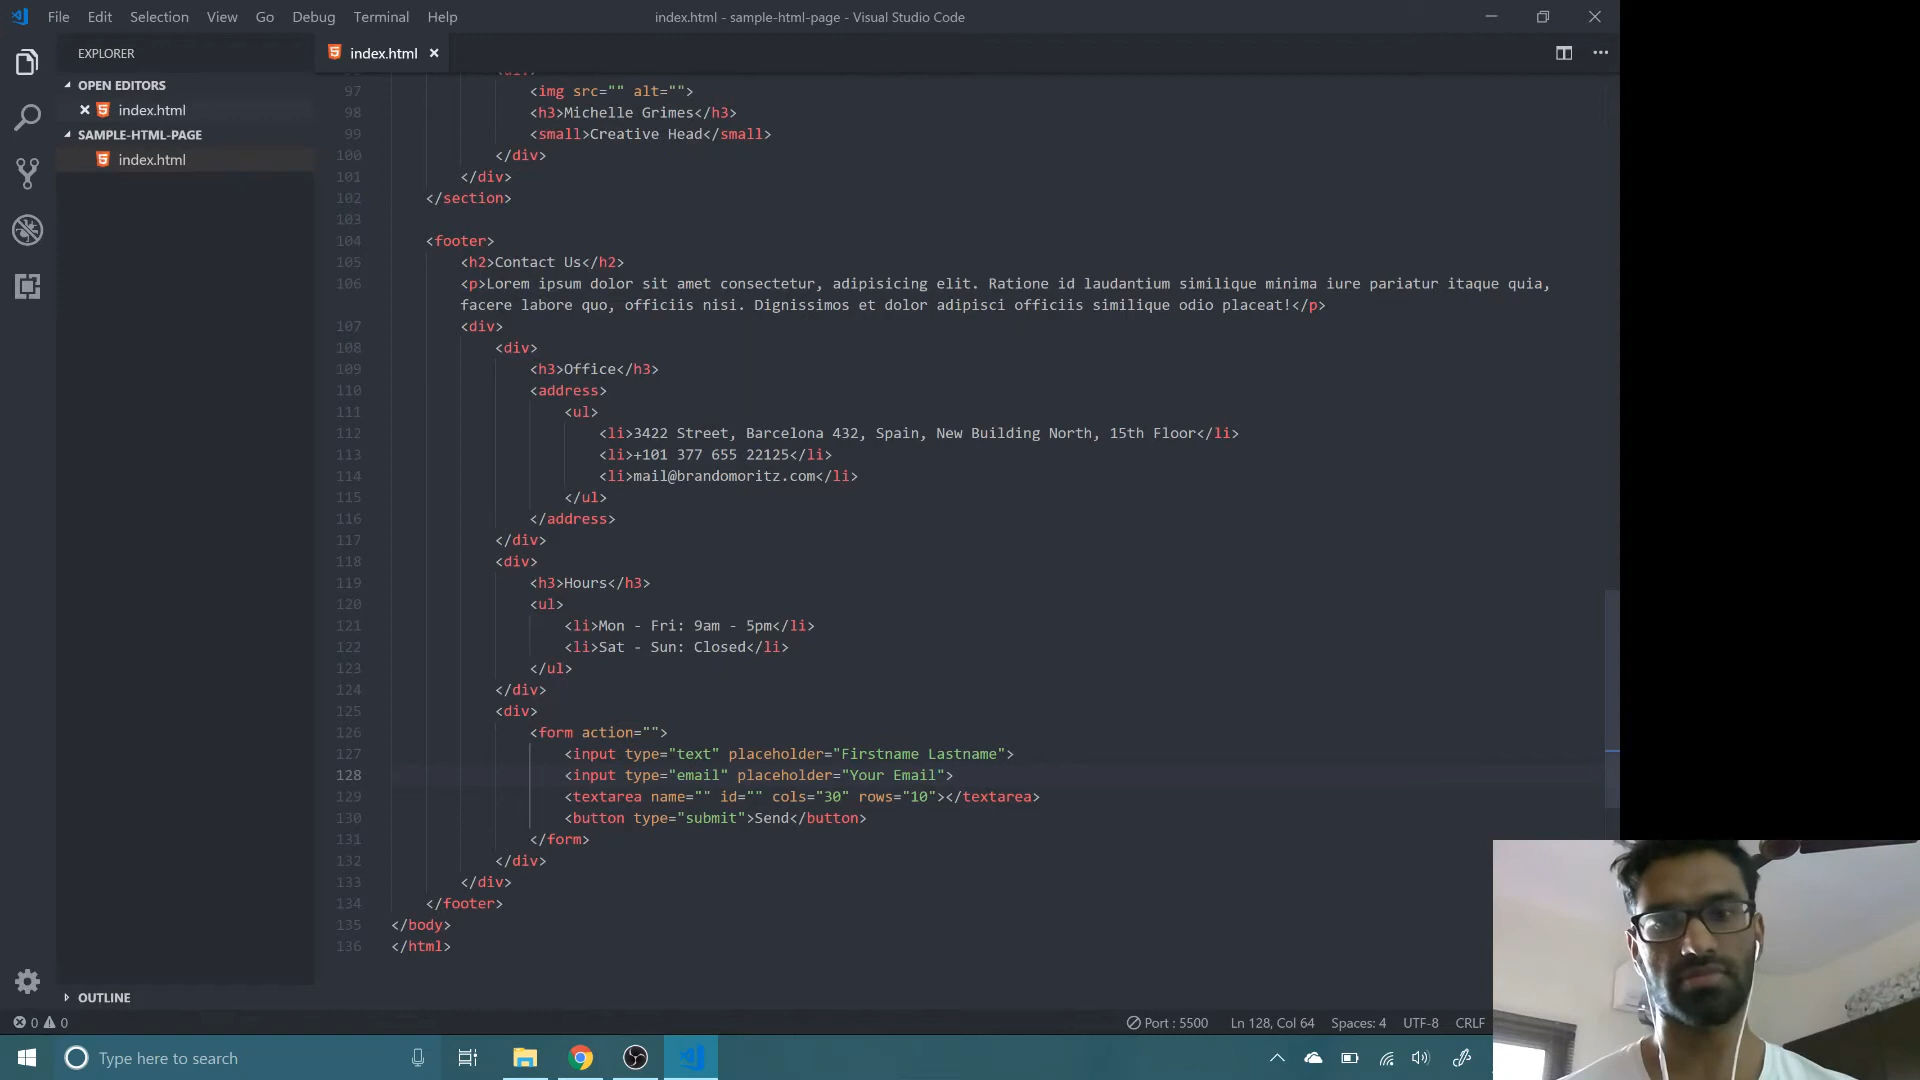 File Edit Selection View Go Debug Terminal Help
index.html - sample-html-page - Visual Studio Code
EXPLORER
OPEN EDITORS
index.html
SAMPLE-HTML-PAGE
index.html
OUTLINE
index.html
97 <img src="" alt="">
98 <h3>Michelle Grimes</h3>
99 <small>Creative Head</small>
100 </div>
101 </div>
102 </section>
103
104 <footer>
105 <h2>Contact Us</h2>
106 <p>Lorem ipsum dolor sit amet consectetur, adipisicing elit. Ratione id laudantium similique minima iure pariatur itaque quia,
facere labore quo, officiis nisi. Dignissimos et dolor adipisci officiis similique odio placeat!</p>
107 <div>
108 <div>
109 <h3>Office</h3>
110 <address>
111 <ul>
112 <li>3422 Street, Barcelona 432, Spain, New Building North, 15th Floor</li>
113 <li>+101 377 655 22125</li>
114 <li>mail@brandomoritz.com</li>
115 </ul>
116 </address>
117 </div>
118 <div>
119 <h3>Hours</h3>
120 <ul>
121 <li>Mon - Fri: 9am - 5pm</li>
122 <li>Sat - Sun: Closed</li>
123 </ul>
124 </div>
125 <div>
126 <form action="">
127 <input type="text" placeholder="Firstname Lastname">
128 <input type="email" placeholder="Your Email">
129 <textarea name="" id="" cols="30" rows="10"></textarea>
130 <button type="submit">Send</button>
131 </form>
132 </div>
133 </div>
134 </footer>
135 </body>
136 </html>
0 0
Port : 5500 Ln 128, Col 64 Spaces: 4 UTF-8 CRLF
Type here to search